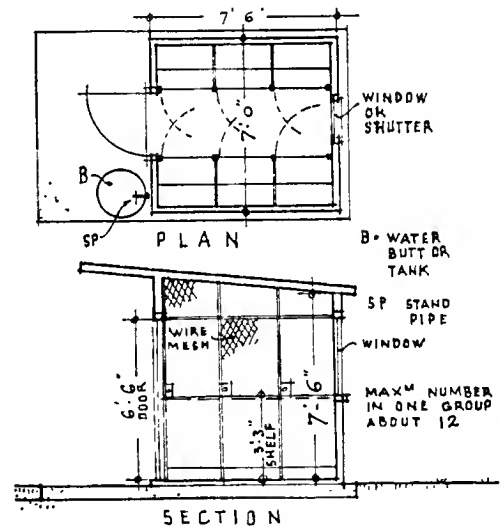 7' 6"
7'-0"
WINDOW
OR
SHUTTER
B
SP
PLAN
B = WATER
BUTT OR
TANK
SP STAND
PIPE
WINDOW
WIRE
MESH
6'.6"
DOOR
3'3"
SHELF
7'-6"
MAXM NUMBER
IN ONE GROUP
ABOUT 12
SECTION